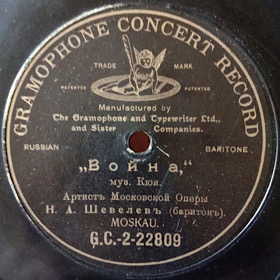 GRAMOPHONE CONCERT RECORD
TRADE MARK
PATENTED PATENTED
Manufactured by
The Gramophone and Typewriter Ltd.,
and Sister Companies.
RUSSIAN BARITONE.
„Война,“
муз. Кюи.
Артистъ Московской Оперы
Н. А. Шевелевъ (баритонъ).
MOSKAU.
G.C.-2-22809